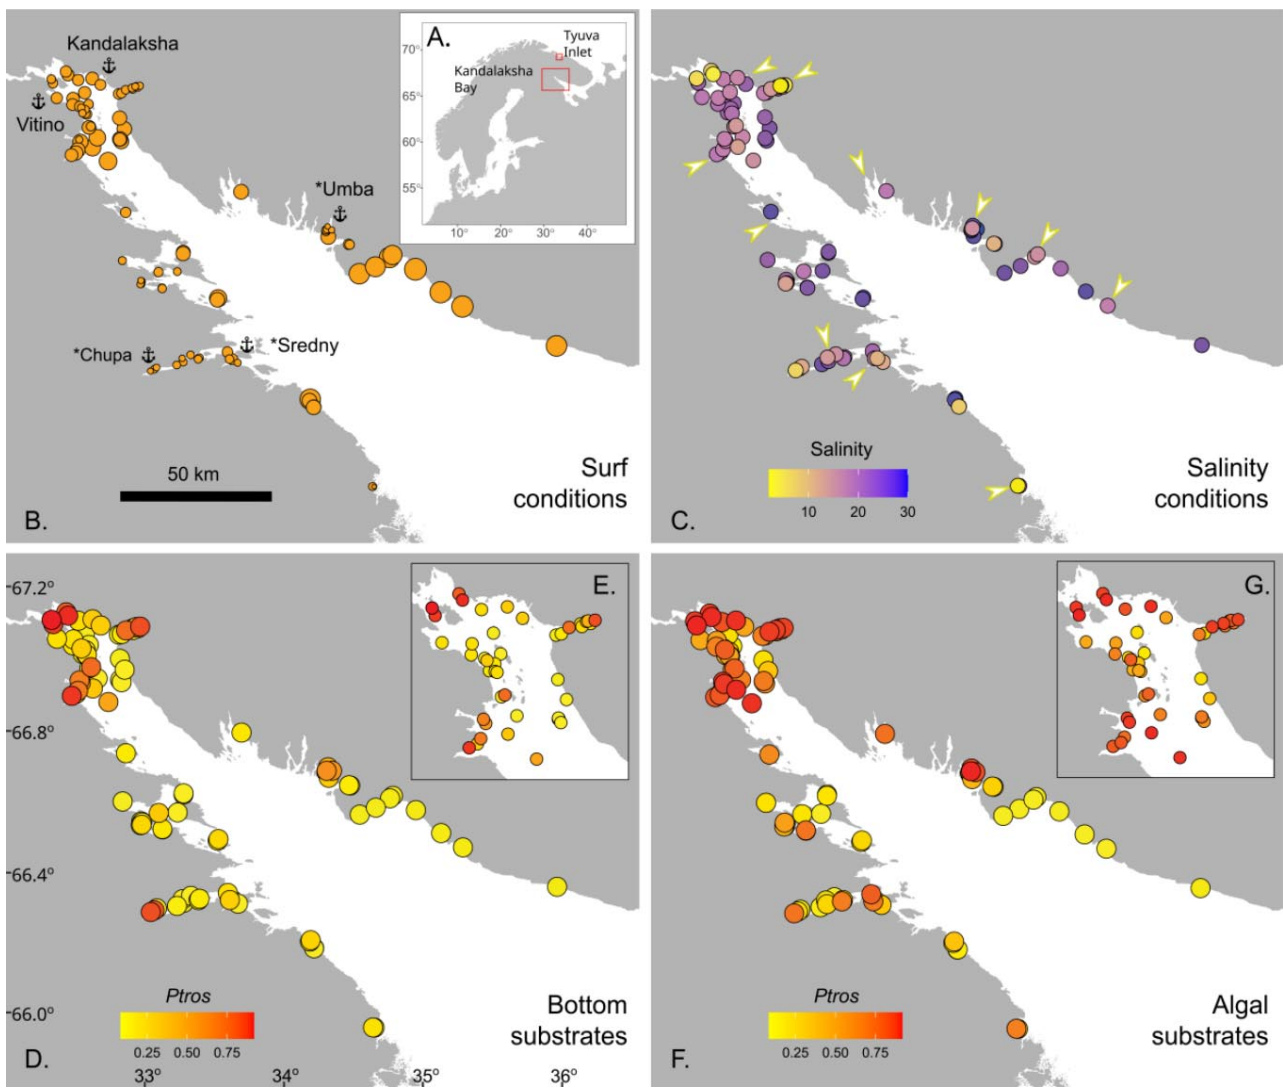 Kandalaksha
Vitino
*Umba
*Chupa
*Sredny
50 km
B.
Surf
conditions
A.
Tyuva
Inlet
Kandalaksha
Bay
70°
65°
60°
55°
10° 20° 30° 40°
Salinity
10 20 30
C.
Salinity
conditions
67.2°
66.8°
66.4°
66.0°
E.
Ptros
0.25 0.50 0.75
D.
Bottom
substrates
33° 34° 35° 36°
G.
Ptros
0.25 0.50 0.75
F.
Algal
substrates